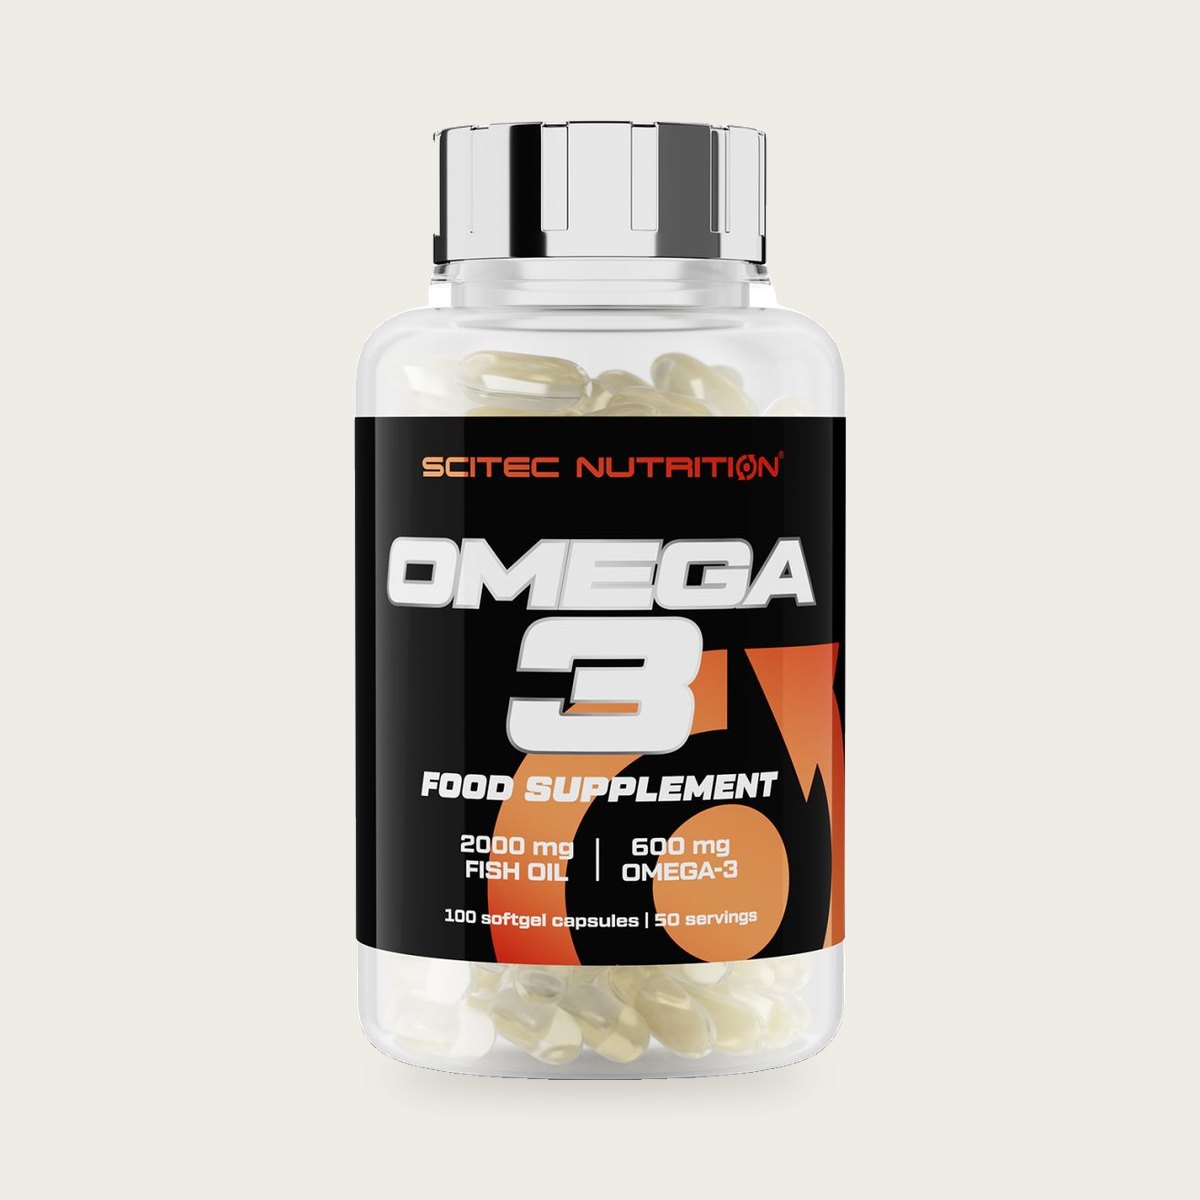 SCITEC NUTRITION®
OMEGA
3
FOOD SUPPLEMENT
2000 mg | 600 mg
FISH OIL | OMEGA-3
100 softgel capsules | 50 servings